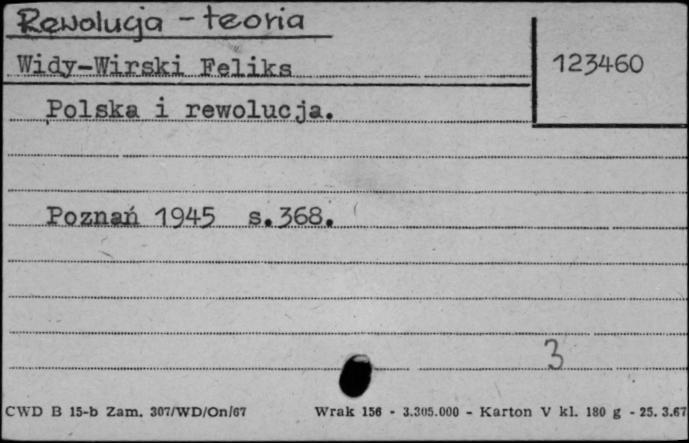 Rewolucja - teoria
Widy-Wirski Feliks
123460
Polska i rewolucja.
Poznań 1945 s.368.
3
CWD B 15-b Zam. 307/WD/On/67 Wrak 156 - 3.305.000 - Karton V kl. 180 g - 25. 3.67